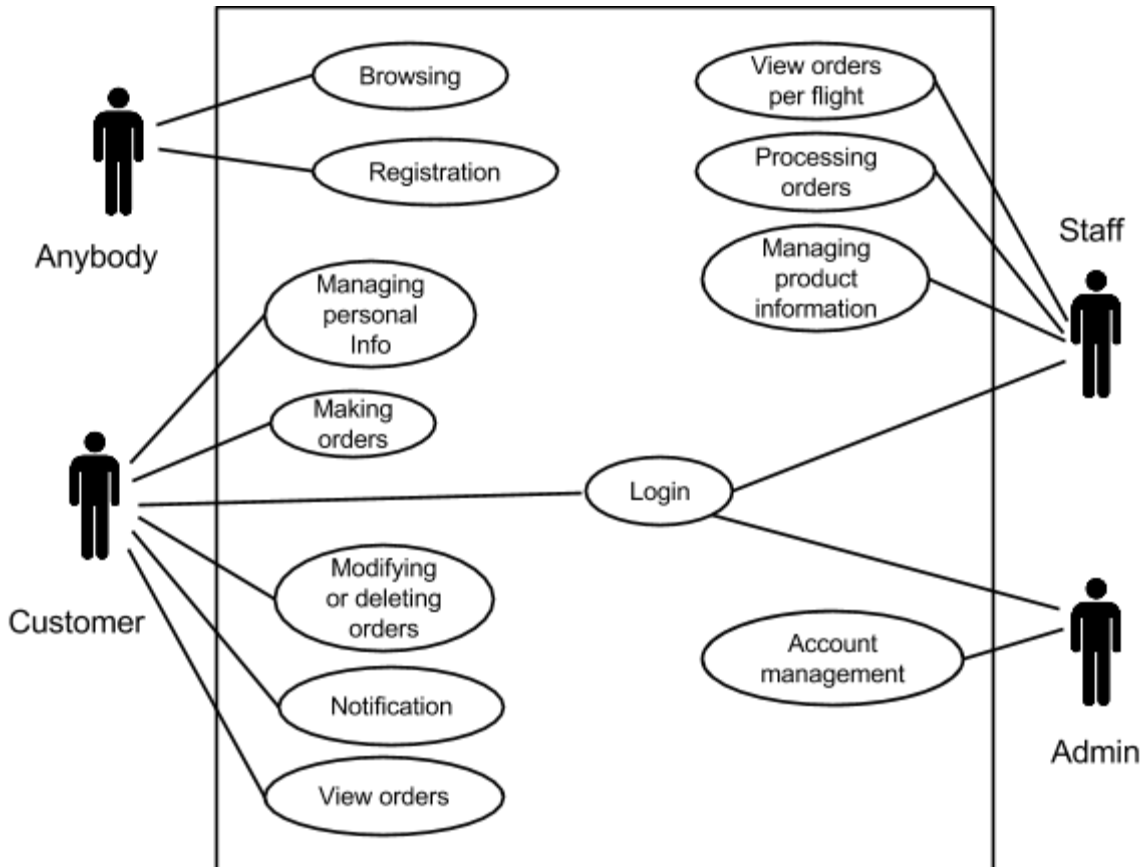 Browsing
Registration
Anybody
Managing
personal
Info
Making
orders
Customer
Modifying
or deleting
orders
Notification
View orders
Login
View orders
per flight
Processing
orders
Managing
product
information
Staff
Account
management
Admin